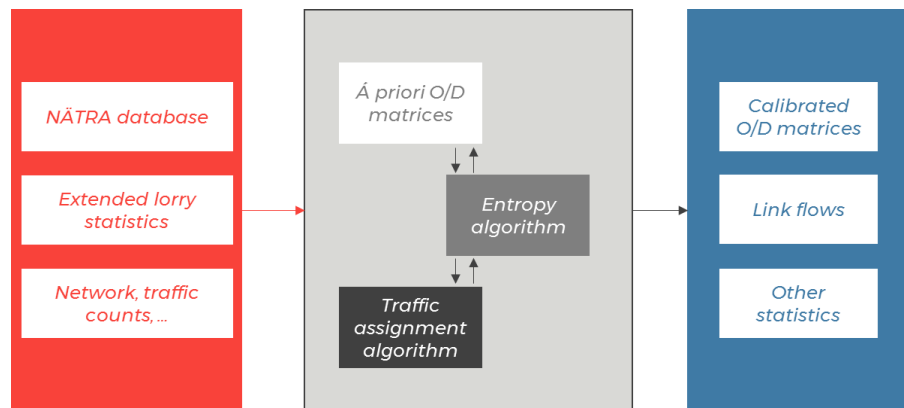 NÄTRA database
Extended lorry
statistics
Network, traffic
counts, ...
Á priori O/D
matrices
Entropy
algorithm
Traffic
assignment
algorithm
Calibrated
O/D matrices
Link flows
Other
statistics